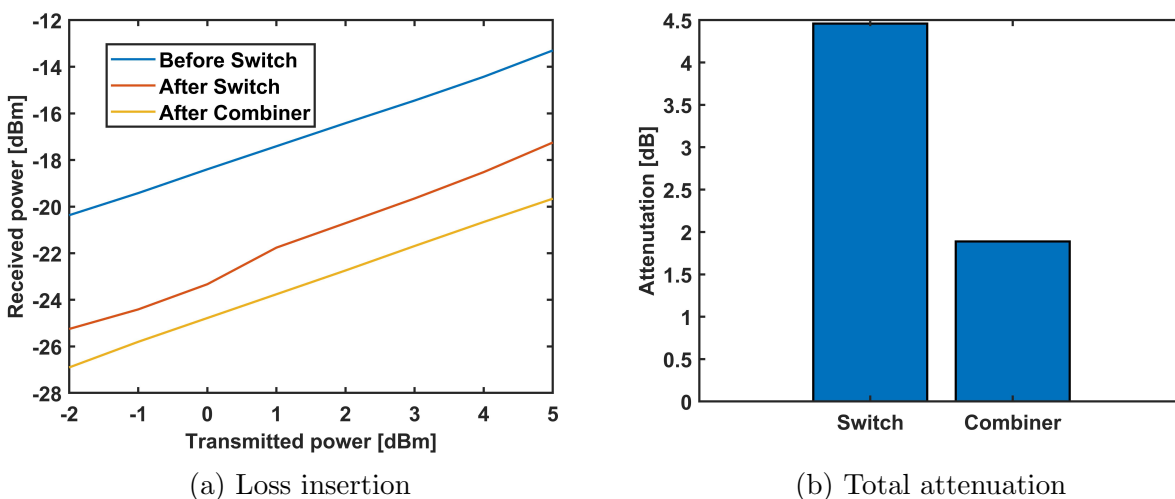 -12
-14
-16
-18
-20
-22
-24
-26
-28
Received power [dBm]
Before Switch
After Switch
After Combiner
-2 -1 0 1 2 3 4 5
Transmitted power [dBm]
(a) Loss insertion
4.5
4
3.5
3
2.5
2
1.5
1
0.5
0
Attenutation [dB]
Switch Combiner
(b) Total attenuation